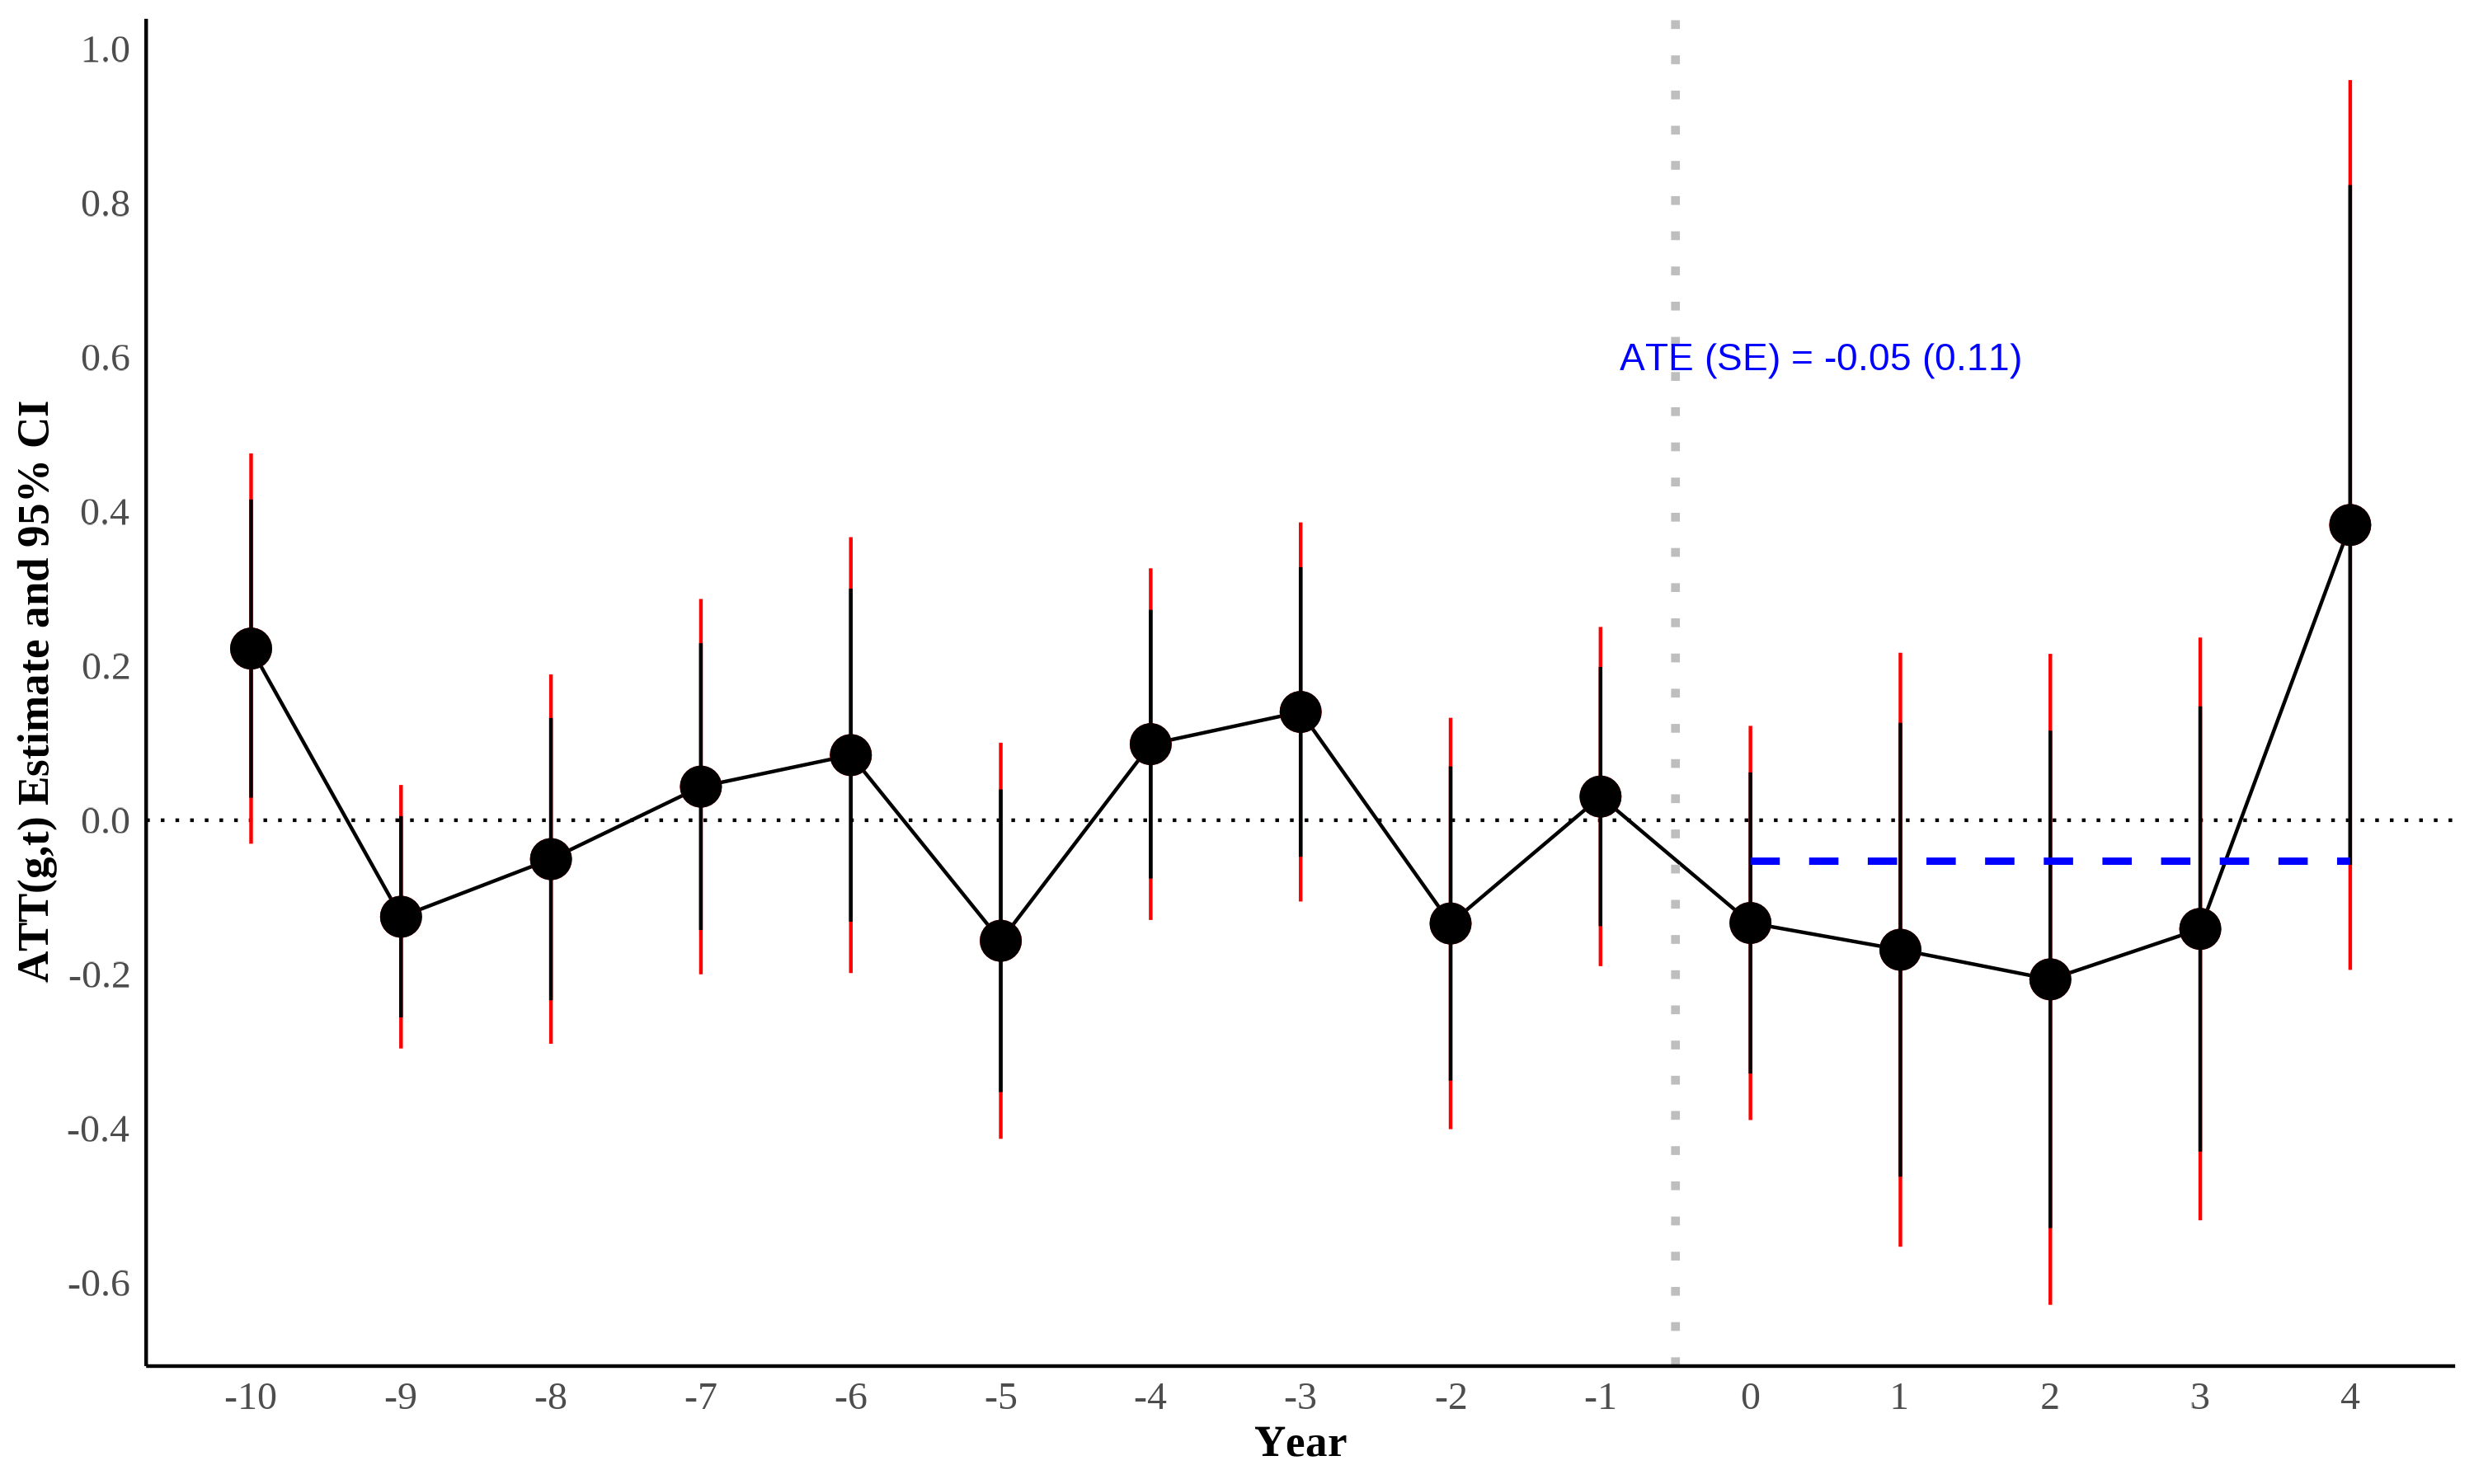 ATT(g,t) Estimate and 95% CI
1.0
0.8
0.6
0.4
0.2
0.0
-0.2
-0.4
-0.6
ATE (SE) = -0.05 (0.11)
-10 -9 -8 -7 -6 -5 -4 -3 -2 -1 0 1 2 3 4
Year